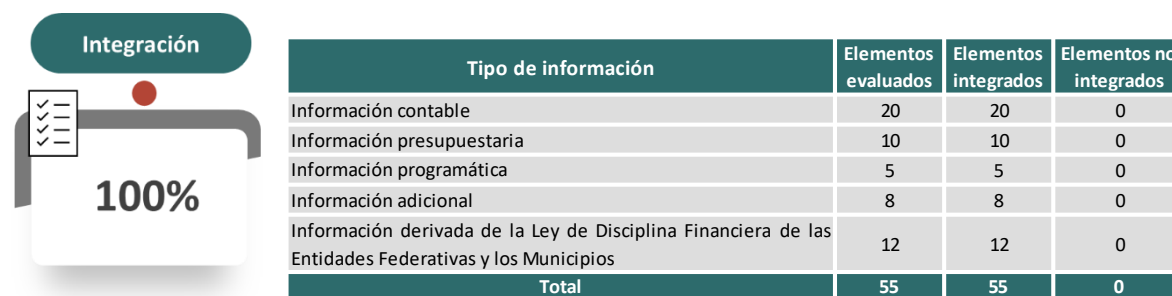 Integración
100%
Tipo de información
Elementos evaluados
Elementos integrados
Elementos no integrados
Información contable 20 20 0
Información presupuestaria 10 10 0
Información programática 5 5 0
Información adicional 8 8 0
Información derivada de la Ley de Disciplina Financiera de las
Entidades Federativas y los Municipios 12 12 0
Total 55 55 0